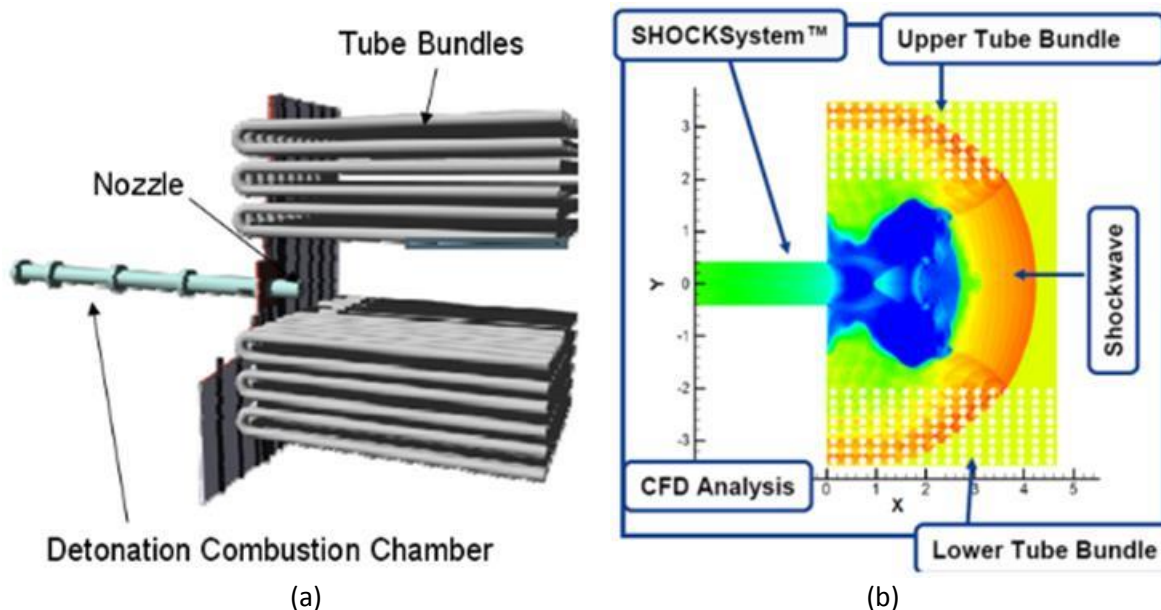 Tube Bundles
Nozzle
Detonation Combustion Chamber
(a)
SHOCKSystem™
Upper Tube Bundle
3
2
1
0
-1
-2
-3
Y
Shockwave
CFD Analysis
0
1
2
3
4
5
X
Lower Tube Bundle
(b)